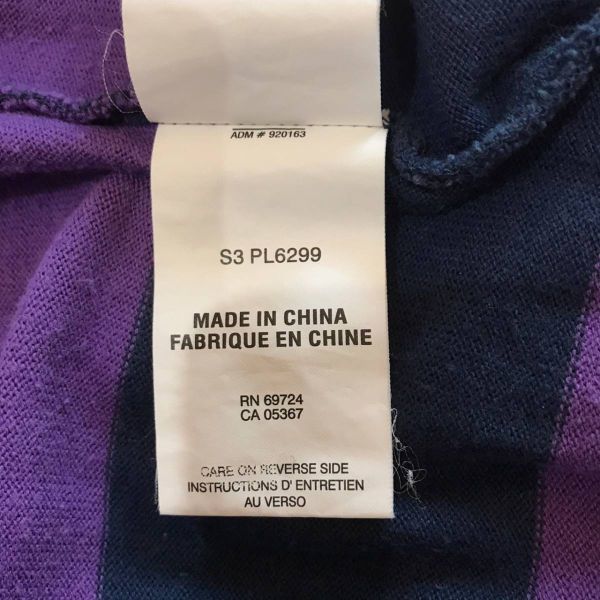 ADM # 920163
S3 PL6299
MADE IN CHINA
FABRIQUE EN CHINE
RN 69724
CA 05367
CARE ON REVERSE SIDE
INSTRUCTIONS D' ENTRETIEN
AU VERSO